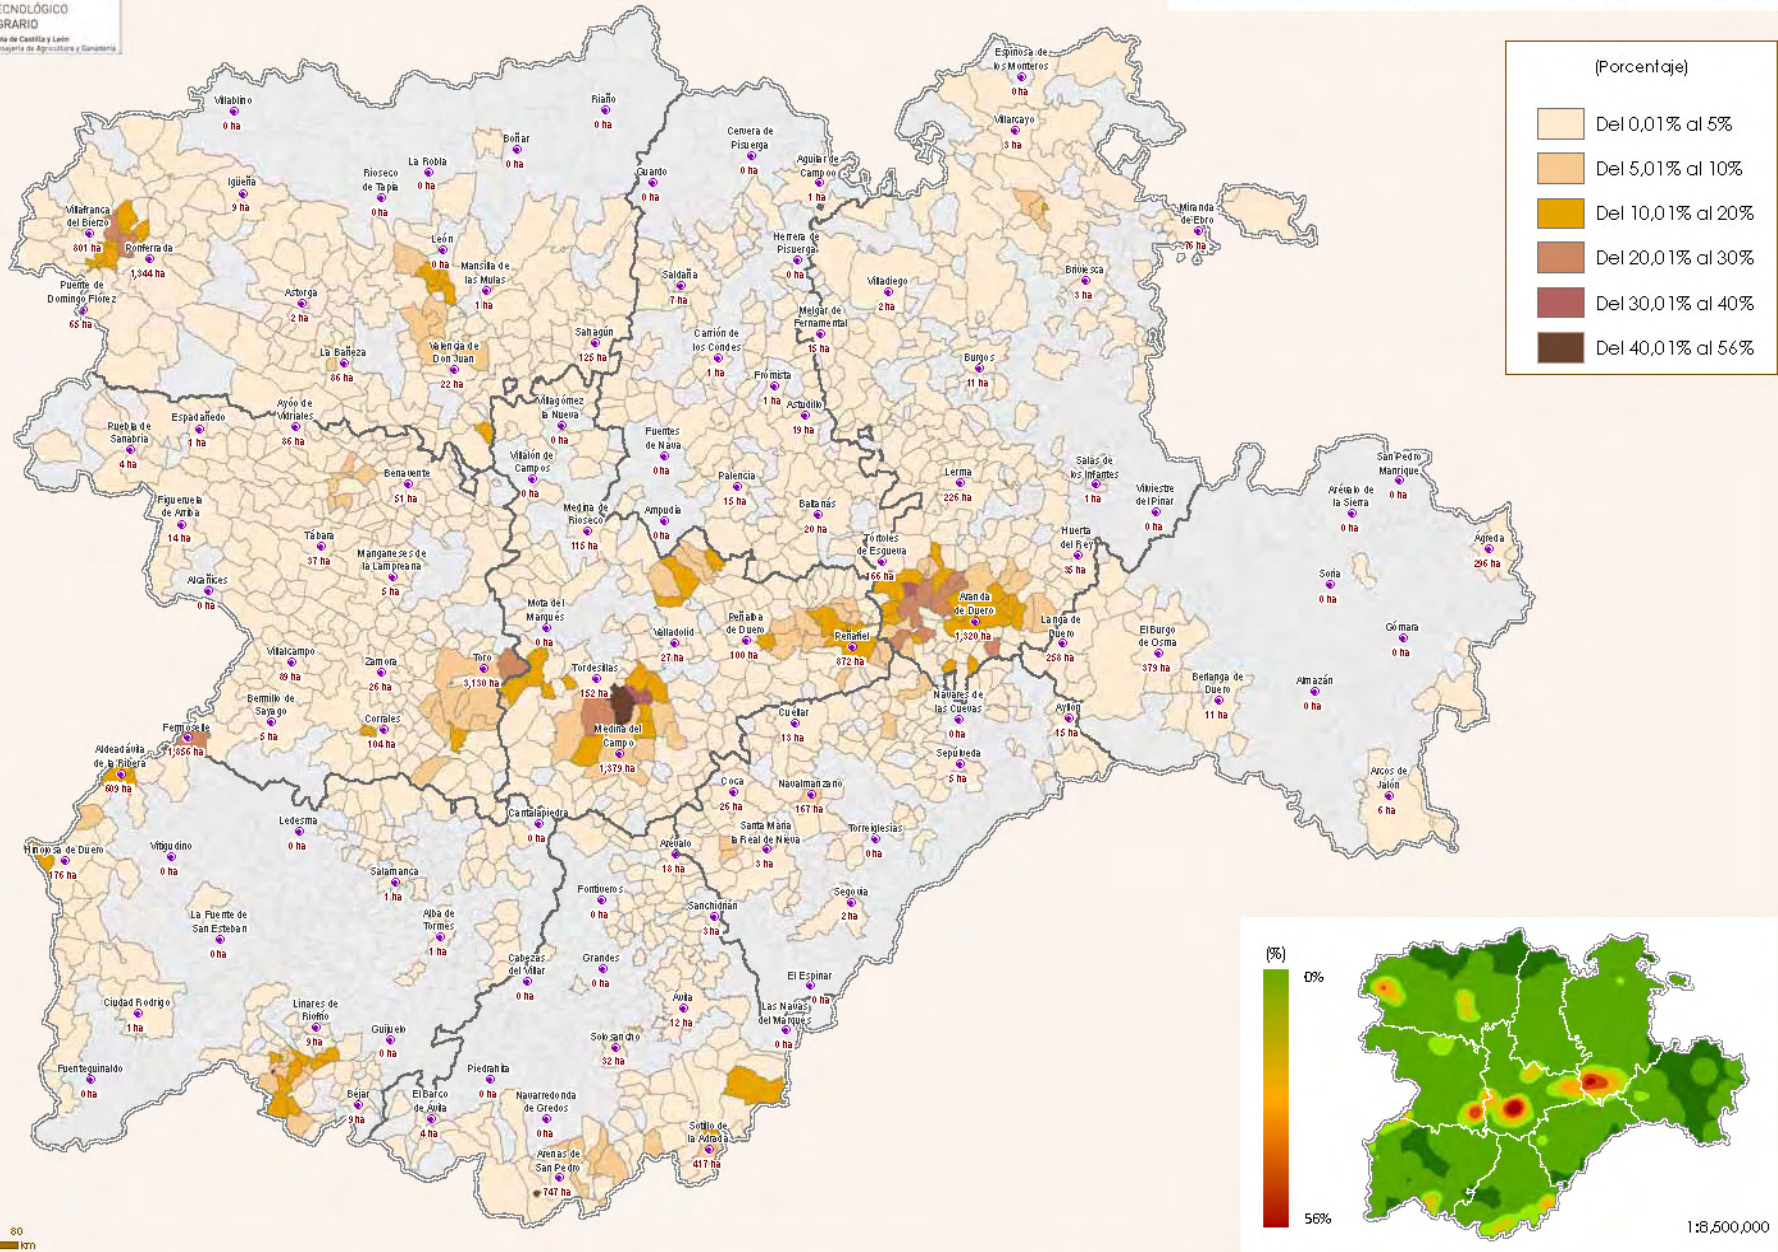 ECNOLÓGICO
GRARIO
Villablino
0 ha
Riaño
0 ha
Boñar
0 ha
La Robla
0 ha
Rioseco
de Tapia
0 ha
Igüeña
9 ha
Villafranca
del Bierzo
801 ha
Ponferrada
1,344 ha
Puente de
Domingo Flórez
65 ha
León
0 ha
Mansilla de
las Mulas
1 ha
Astorga
2 ha
La Bañeza
86 ha
Valencia de
Don Juan
22 ha
Sahagún
125 ha
Guardo
0 ha
Cervera de
Pisuerga
0 ha
Aguilar de
Campoo
1 ha
Herrera de
Pisuerga
0 ha
Saldaña
7 ha
Carrión de
los Condes
1 ha
Frómista
1 ha
Astudillo
19 ha
Fuentes
de Nava
0 ha
Palencia
15 ha
Baltanás
20 ha
Ampudia
0 ha
Espinosa de
los Monteros
0 ha
Villarcayo
3 ha
Miranda
de Ebro
76 ha
Briviesca
3 ha
Villadiego
2 ha
Melgar de
Fernamental
15 ha
Burgos
11 ha
Lerma
226 ha
Salas de
los Infantes
1 ha
Vilviestre
del Pinar
0 ha
Huerta
del Rey
35 ha
Tórtoles
de Esgueva
166 ha
Aranda
de Duero
1,320 ha
San Pedro
Manrique
0 ha
Arévalo de
la Sierra
0 ha
Agreda
296 ha
Soria
0 ha
Gómara
0 ha
Langa de
Duero
258 ha
El Burgo
de Osma
379 ha
Berlanga de
Duero
11 ha
Almazán
0 ha
Arcos de
Jalón
6 ha
Puebla de
Sanabria
4 ha
Espadañedo
1 ha
Ayóo de
Vidriales
86 ha
Benavente
51 ha
Figueruela
de Arriba
14 ha
Tábara
37 ha
Manganeses de
la Lampreana
5 ha
Alcañices
0 ha
Villalcampo
89 ha
Zamora
26 ha
Toro
3,130 ha
Bermillo de
Sayago
5 ha
Corrales
104 ha
Fermoselle
1,856 ha
Villagómez
la Nueva
0 ha
Villalón de
Campos
0 ha
Medina de
Rioseco
115 ha
Mota del
Marqués
0 ha
Valladolid
27 ha
Peñalba
de Duero
100 ha
Peñafiel
872 ha
Tordesillas
152 ha
Medina del
Campo
1,379 ha
Cuéllar
13 ha
Navares de
las Cuevas
0 ha
Ayllón
15 ha
Sepúlveda
5 ha
Coca
26 ha
Navalmanzano
167 ha
Santa María
la Real de Nieva
3 ha
Torreiglesias
0 ha
Segovia
2 ha
El Espinar
0 ha
Aldeadávila
de la Ribera
609 ha
Hinojosa de Duero
176 ha
Vitigudino
0 ha
Ledesma
0 ha
Cantalapiedra
0 ha
Salamanca
1 ha
La Fuente de
San Esteban
0 ha
Alba de
Tormes
1 ha
Ciudad Rodrigo
1 ha
Linares de
Riofrío
9 ha
Guijuelo
0 ha
Fuenteguinaldo
0 ha
Béjar
9 ha
Arévalo
18 ha
Fontiveros
0 ha
Sanchidrián
3 ha
Cabezas
del Villar
0 ha
Grandes
0 ha
Ávila
12 ha
Las Navas
del Marqués
0 ha
Solosancho
32 ha
Piedrahíta
0 ha
El Barco
de Ávila
4 ha
Navarredonda
de Gredos
0 ha
Arenas de
San Pedro
747 ha
Sotillo de
la Adrada
417 ha
(Porcentaje)
Del 0,01% al 5%
Del 5,01% al 10%
Del 10,01% al 20%
Del 20,01% al 30%
Del 30,01% al 40%
Del 40,01% al 56%
(%)
0%
56%
1:8,500,000
80
km